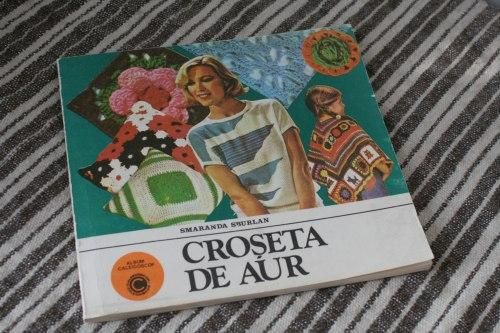 SMARANDA SBURLAN
CROȘETA
DE AUR
ALBUM
CALEIDOSCOP